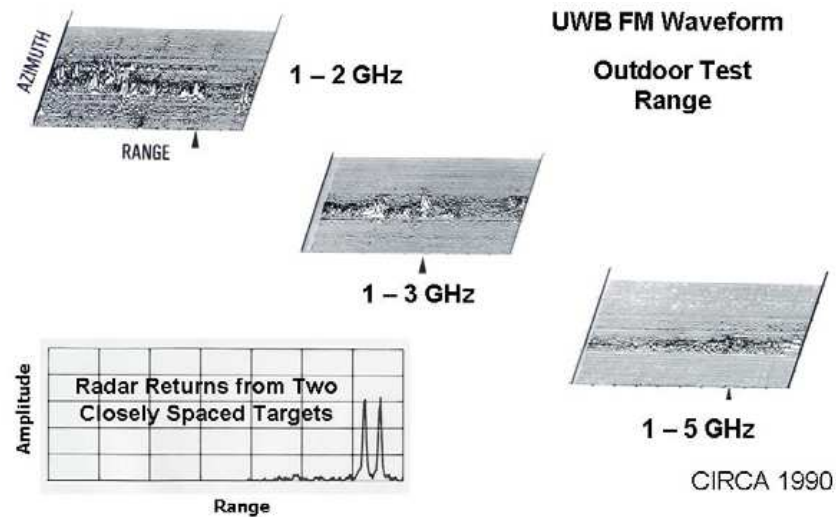 UWB FM Waveform
Outdoor Test
Range
AZIMUTH
1 – 2 GHz
RANGE
1 – 3 GHz
1 – 5 GHz
Amplitude
Radar Returns from Two
Closely Spaced Targets
Range
CIRCA 1990